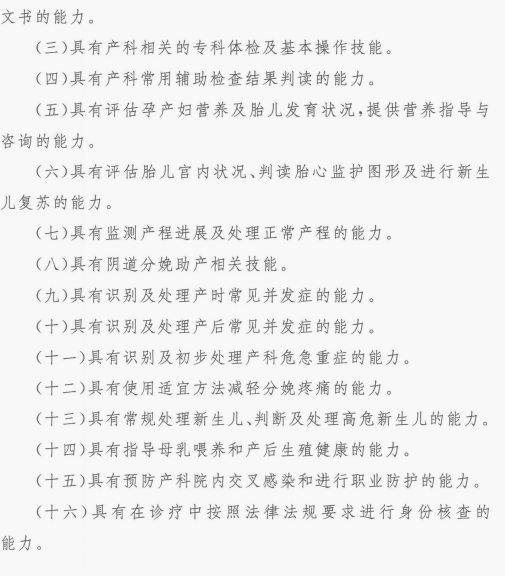 文书的能力。
(三)具有产科相关的专科体检及基本操作技能。
(四)具有产科常用辅助检查结果判读的能力。
(五)具有评估孕产妇营养及胎儿发育状况,提供营养指导与
咨询的能力。
(六)具有评估胎儿宫内状况、判读胎心监护图形及进行新生
儿复苏的能力。
(七)具有监测产程进展及处理正常产程的能力。
(八)具有阴道分娩助产相关技能。
(九)具有识别及处理产时常见并发症的能力。
(十)具有识别及处理产后常见并发症的能力。
(十一)具有识别及初步处理产科危急重症的能力。
(十二)具有使用适宜方法减轻分娩疼痛的能力。
(十三)具有常规处理新生儿、判断及处理高危新生儿的能力。
(十四)具有指导母乳喂养和产后生殖健康的能力。
(十五)具有预防产科院内交叉感染和进行职业防护的能力。
(十六)具有在诊疗中按照法律法规要求进行身份核查的
能力。